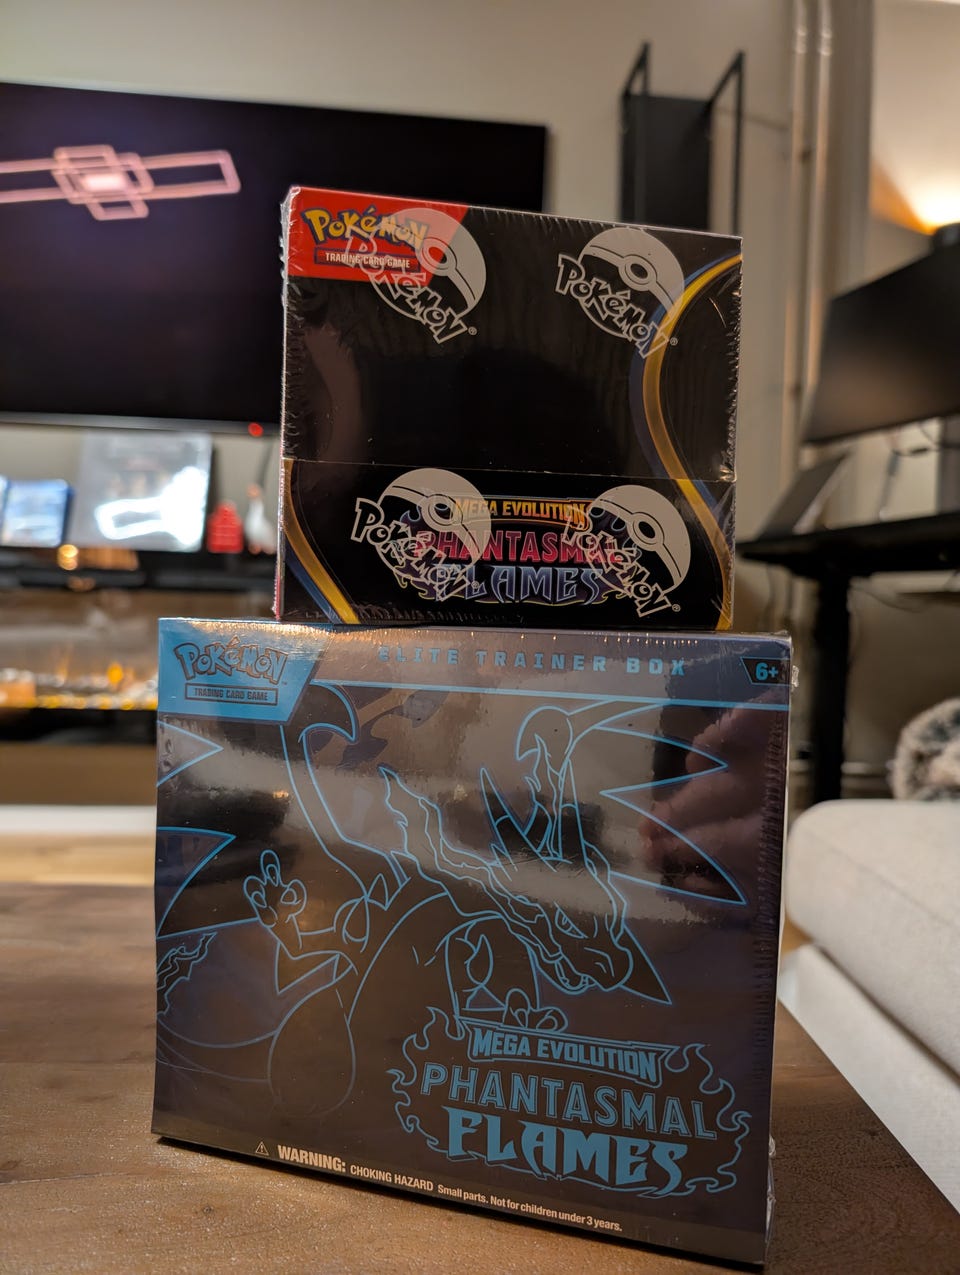 POKéMON
TRADING CARD GAME
Pokémon
Pokémon
MEGA EVOLUTION
PHANTASMAL
FLAMES
Pokémon
Pokémon
POKéMON
TRADING CARD GAME
ELITE TRAINER BOX
6+
MEGA EVOLUTION
PHANTASMAL
FLAMES
WARNING: CHOKING HAZARD Small parts. Not for children under 3 years.